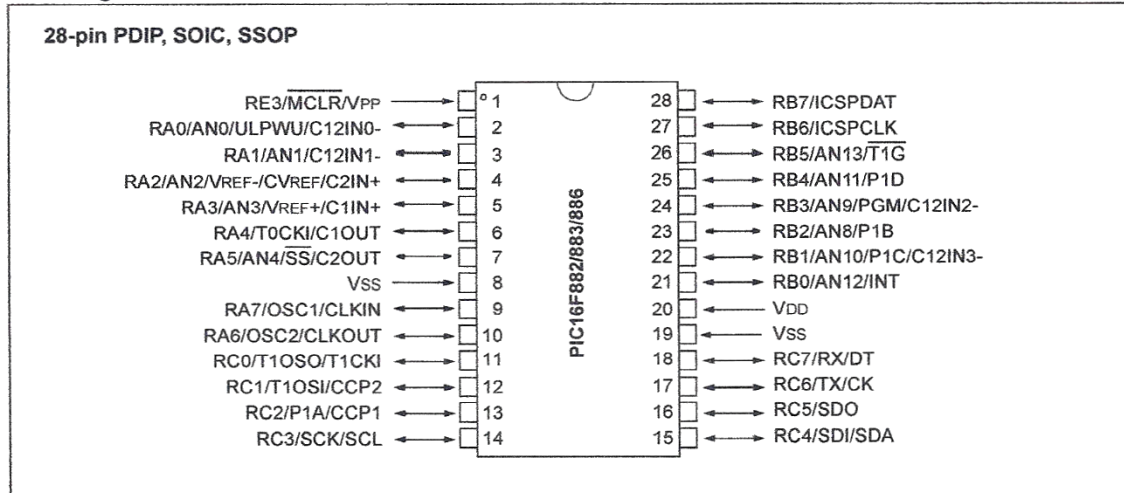 28-pin PDIP, SOIC, SSOP
RE3/MCLR/VPP 1 28 RB7/ICSPDAT
RA0/AN0/ULPWU/C12IN0- 2 27 RB6/ICSPCLK
RA1/AN1/C12IN1- 3 26 RB5/AN13/T1G
RA2/AN2/VREF-/CVREF/C2IN+ 4 25 RB4/AN11/P1D
RA3/AN3/VREF+/C1IN+ 5 24 RB3/AN9/PGM/C12IN2-
RA4/T0CKI/C1OUT 6 23 RB2/AN8/P1B
RA5/AN4/SS/C2OUT 7 22 RB1/AN10/P1C/C12IN3-
VSS 8 21 RB0/AN12/INT
RA7/OSC1/CLKIN 9 20 VDD
RA6/OSC2/CLKOUT 10 19 VSS
RC0/T1OSO/T1CKI 11 18 RC7/RX/DT
RC1/T1OSI/CCP2 12 17 RC6/TX/CK
RC2/P1A/CCP1 13 16 RC5/SDO
RC3/SCK/SCL 14 15 RC4/SDI/SDA
PIC16F882/883/886